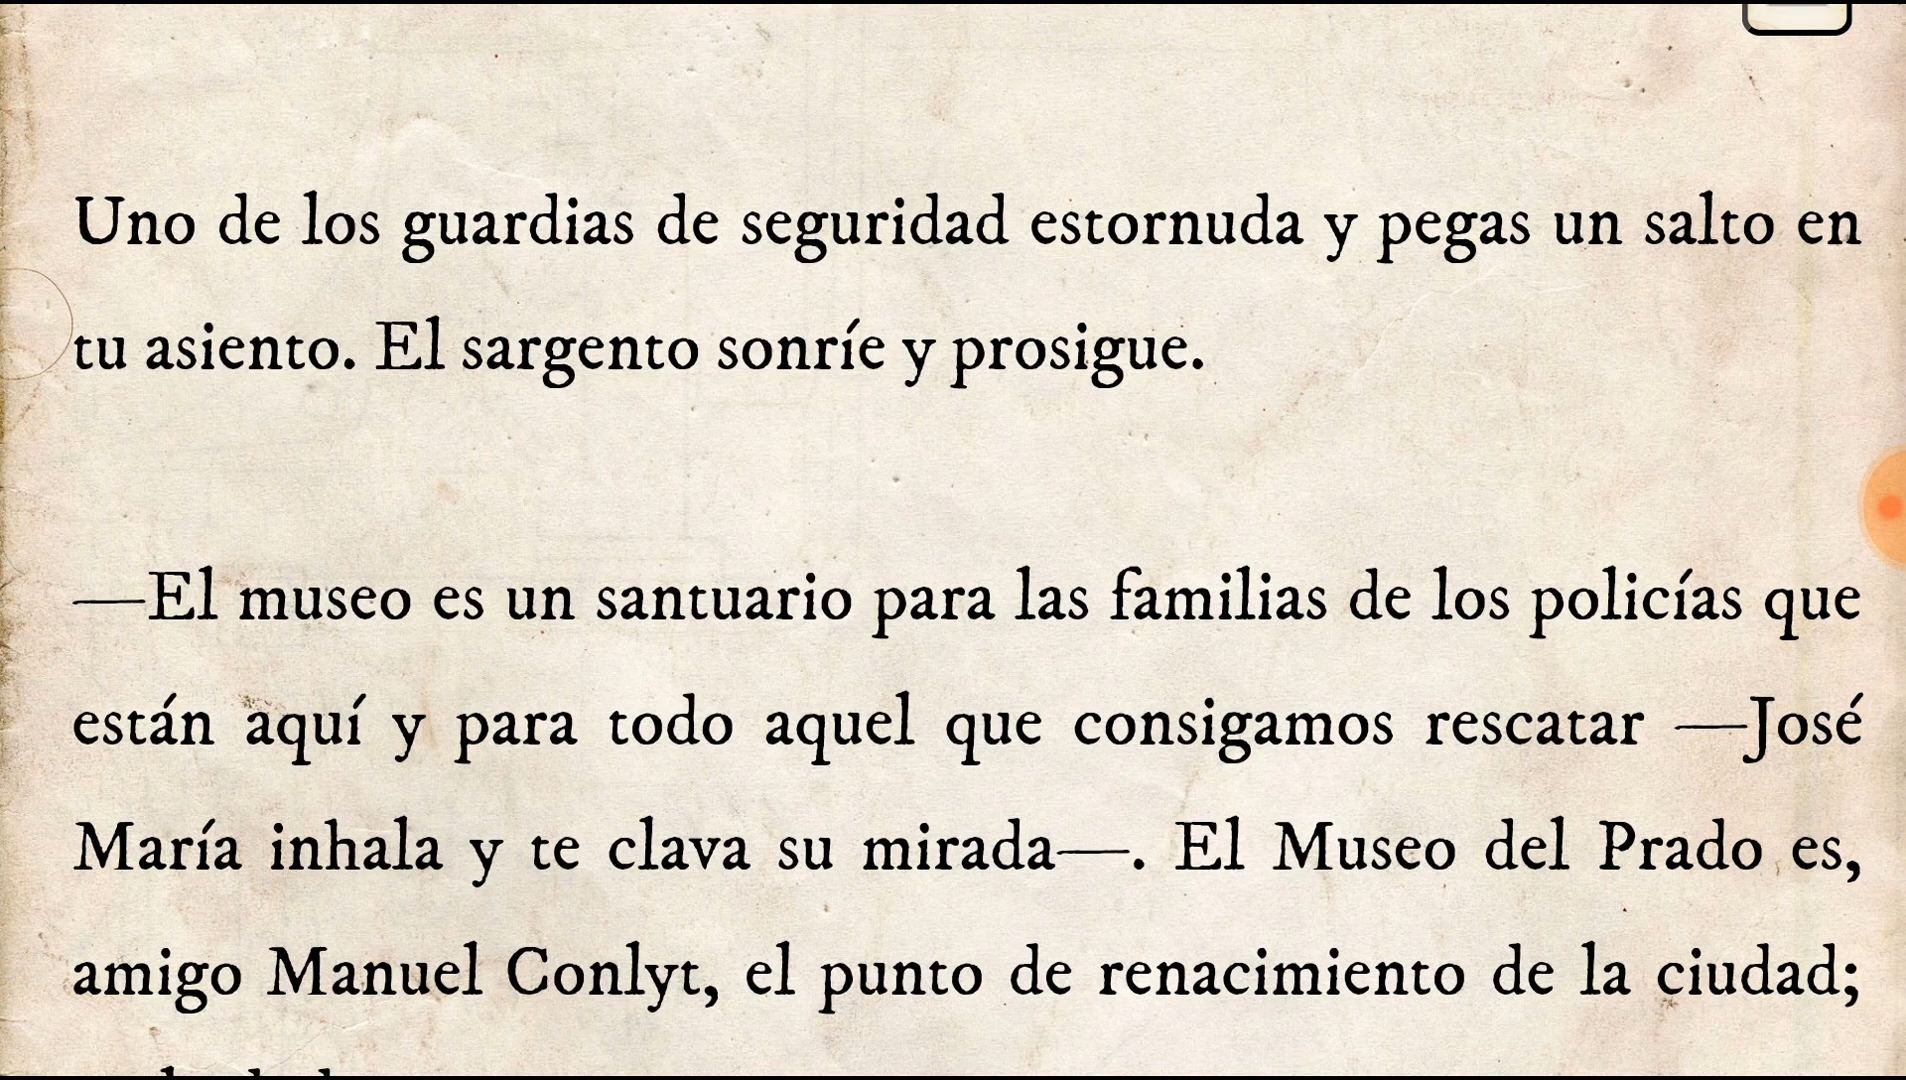 Uno de los guardias de seguridad estornuda y pegas un salto en
tu asiento. El sargento sonríe y prosigue.
—El museo es un santuario para las familias de los policías que
están aquí y para todo aquel que consigamos rescatar —José
María inhala y te clava su mirada—. El Museo del Prado es,
amigo Manuel Conlyt, el punto de renacimiento de la ciudad;